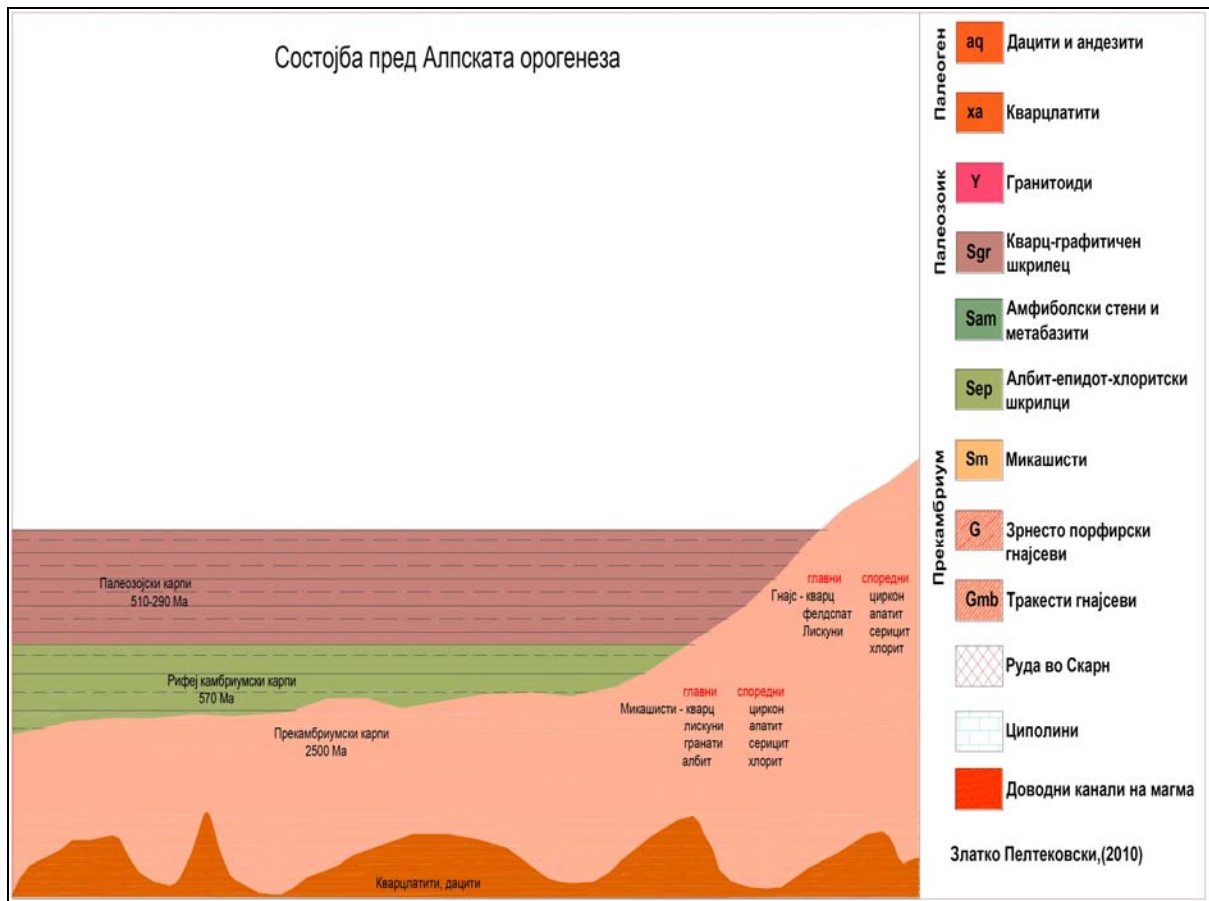 Состојба пред Алпската орогенеза
Палеозојски карпи
510-290 Ma
Рифеј камбриумски карпи
570 Ma
Прекамбриумски карпи
2500 Ma
главни споредни
Гнајс - кварц циркон
фелдспат апатит
Лискуни серицит
хлорит
главни споредни
Микашисти - кварц циркон
лискуни апатит
гранати серицит
албит хлорит
Кварцлатити, дацити
Палеоген
aq Дацити и андезити
xa Кварцлатити
Палеозоик
Y Гранитоиди
Sgr Кварц-графитичен
шкрилец
Sam Амфиболски стени и
метабазити
Sep Албит-епидот-хлоритски
шкрилци
Прекамбриум
Sm Микашисти
G Зрнесто порфирски
гнајсеви
Gmb Тракести гнајсеви
Руда во Скарн
Циполини
Доводни канали на магма
Златко Пелтековски,(2010)